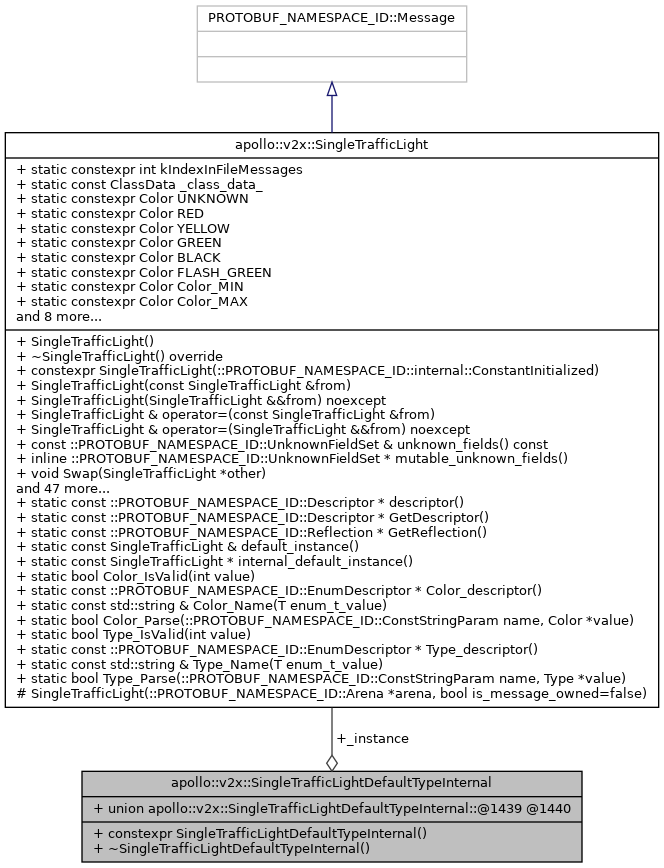 PROTOBUF_NAMESPACE_ID::Message
apollo::v2x::SingleTrafficLight
+ static constexpr int kIndexInFileMessages
+ static const ClassData _class_data_
+ static constexpr Color UNKNOWN
+ static constexpr Color RED
+ static constexpr Color YELLOW
+ static constexpr Color GREEN
+ static constexpr Color BLACK
+ static constexpr Color FLASH_GREEN
+ static constexpr Color Color_MIN
+ static constexpr Color Color_MAX
and 8 more...
+ SingleTrafficLight()
+ ~SingleTrafficLight() override
+ constexpr SingleTrafficLight(::PROTOBUF_NAMESPACE_ID::internal::ConstantInitialized)
+ SingleTrafficLight(const SingleTrafficLight &from)
+ SingleTrafficLight(SingleTrafficLight &&from) noexcept
+ SingleTrafficLight & operator=(const SingleTrafficLight &from)
+ SingleTrafficLight & operator=(SingleTrafficLight &&from) noexcept
+ const ::PROTOBUF_NAMESPACE_ID::UnknownFieldSet & unknown_fields() const
+ inline ::PROTOBUF_NAMESPACE_ID::UnknownFieldSet * mutable_unknown_fields()
+ void Swap(SingleTrafficLight *other)
and 47 more...
+ static const ::PROTOBUF_NAMESPACE_ID::Descriptor * descriptor()
+ static const ::PROTOBUF_NAMESPACE_ID::Descriptor * GetDescriptor()
+ static const ::PROTOBUF_NAMESPACE_ID::Reflection * GetReflection()
+ static const SingleTrafficLight & default_instance()
+ static const SingleTrafficLight * internal_default_instance()
+ static bool Color_IsValid(int value)
+ static const ::PROTOBUF_NAMESPACE_ID::EnumDescriptor * Color_descriptor()
+ static const std::string & Color_Name(T enum_t_value)
+ static bool Color_Parse(::PROTOBUF_NAMESPACE_ID::ConstStringParam name, Color *value)
+ static bool Type_IsValid(int value)
+ static const ::PROTOBUF_NAMESPACE_ID::EnumDescriptor * Type_descriptor()
+ static const std::string & Type_Name(T enum_t_value)
+ static bool Type_Parse(::PROTOBUF_NAMESPACE_ID::ConstStringParam name, Type *value)
# SingleTrafficLight(::PROTOBUF_NAMESPACE_ID::Arena *arena, bool is_message_owned=false)
+_instance
apollo::v2x::SingleTrafficLightDefaultTypeInternal
+ union apollo::v2x::SingleTrafficLightDefaultTypeInternal::@1439 @1440
+ constexpr SingleTrafficLightDefaultTypeInternal()
+ ~SingleTrafficLightDefaultTypeInternal()